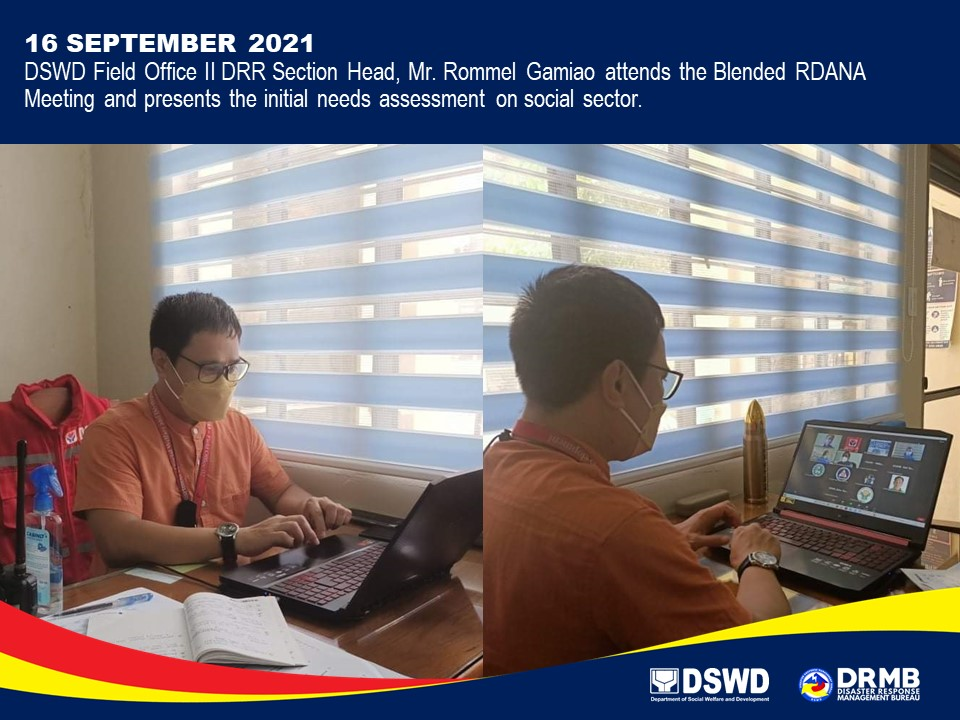 16 SEPTEMBER 2021
DSWD Field Office II DRR Section Head, Mr. Rommel Gamiao attends the Blended RDANA
Meeting and presents the initial needs assessment on social sector.
DSWD
Department of Social Welfare and Development
DRMB
DISASTER RESPONSE
MANAGEMENT BUREAU